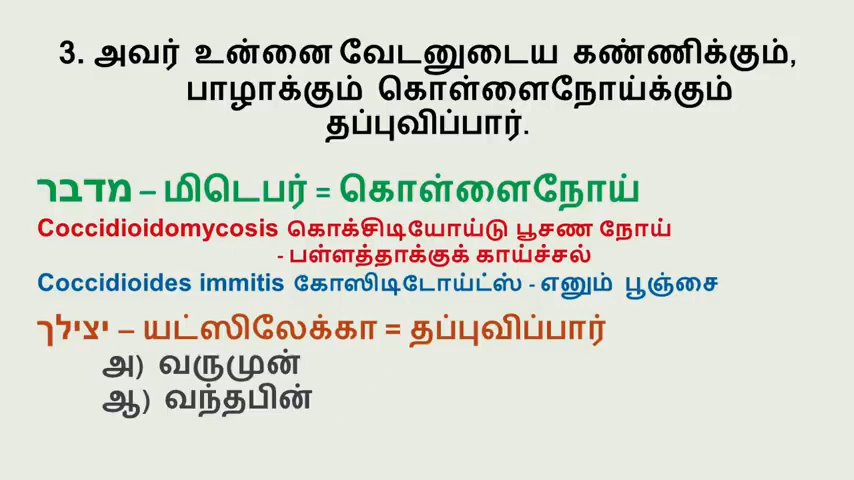 3. அவர் உன்னை வேடனுடைய கண்ணிக்கும்,
பாழாக்கும் கொள்ளைநோய்க்கும்
தப்புவிப்பார்.
מדבר – மிடெபர் = கொள்ளைநோய்
Coccidioidomycosis கொக்சிடியோய்டு பூசண நோய்
- பள்ளத்தாக்குக் காய்ச்சல்
Coccidioides immitis கோஸிடிடோய்ட்ஸ் - எனும் பூஞ்சை
יצילך – யட்ஸிலேக்கா = தப்புவிப்பார்
அ) வருமுன்
ஆ) வந்தபின்